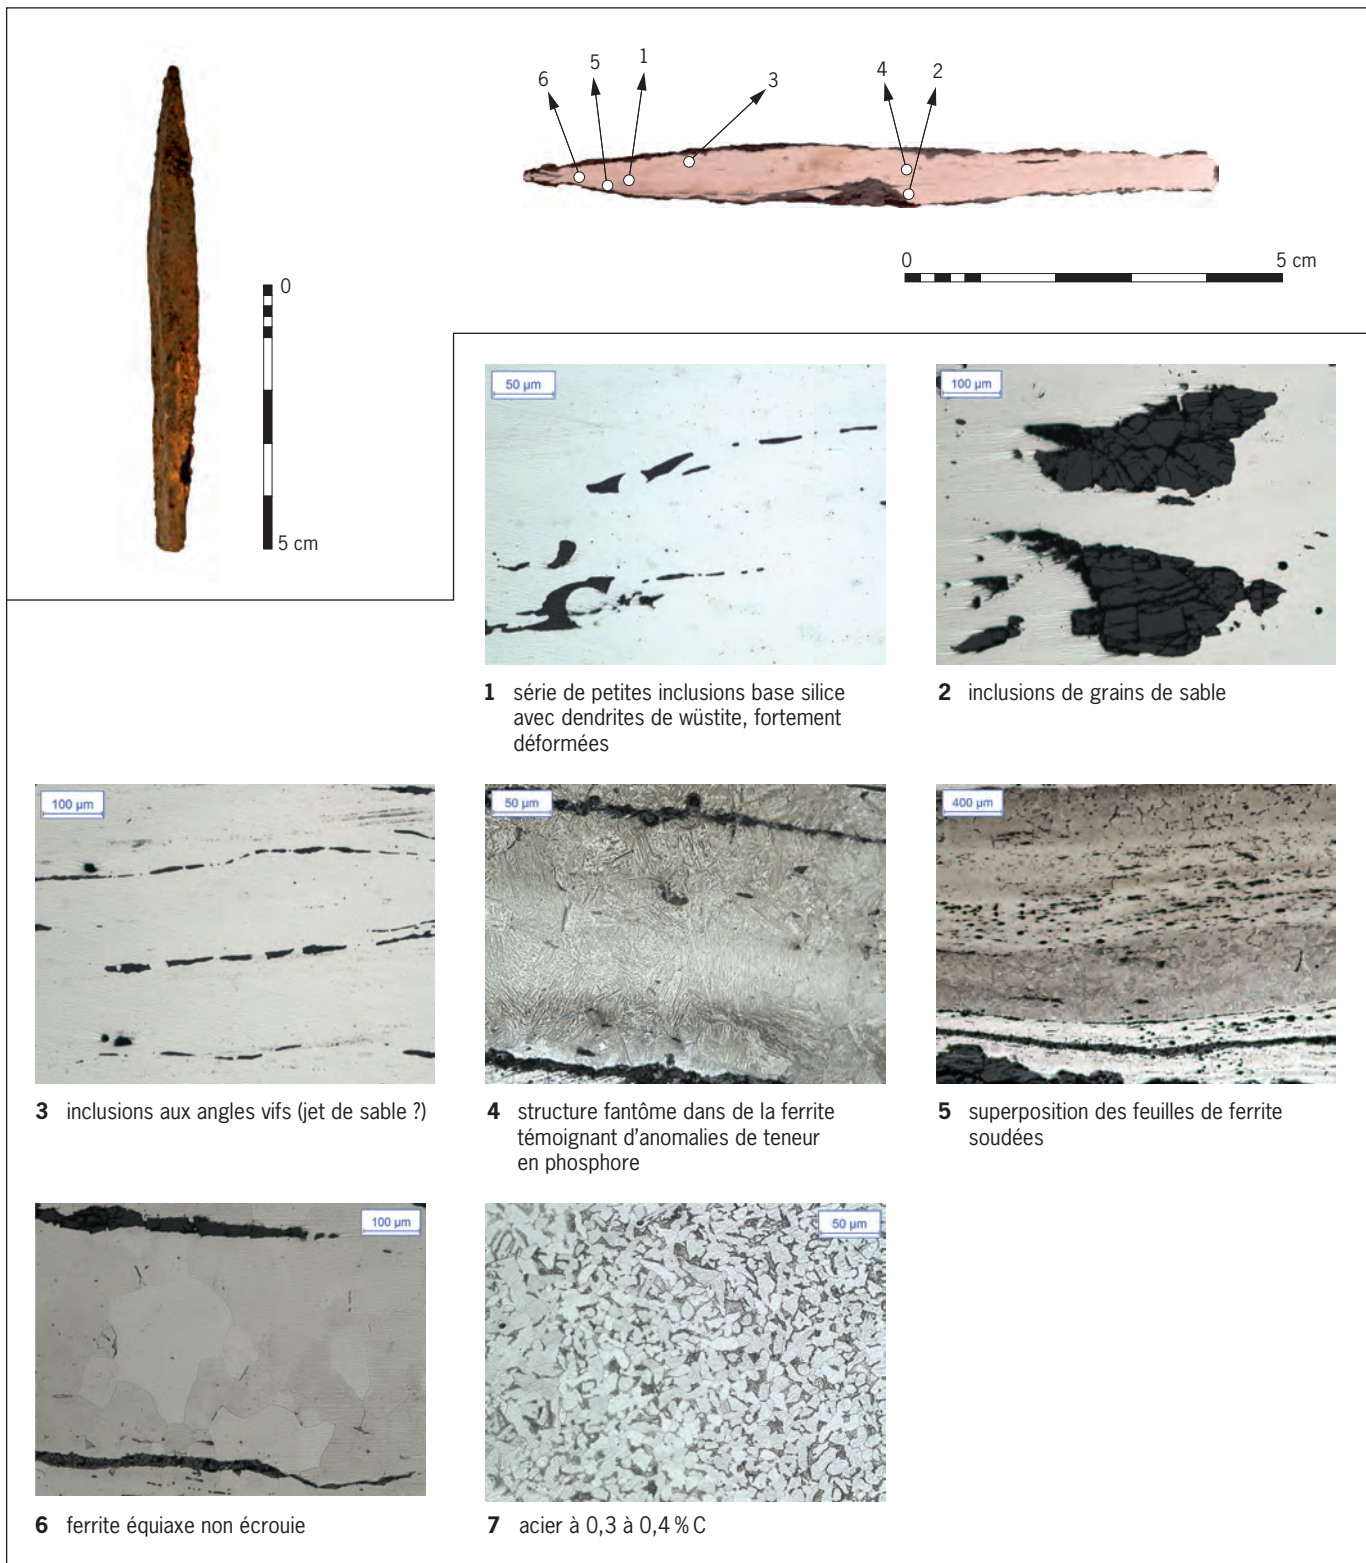 0
5 cm
6
5
1
3
4
2
0
5 cm
50 µm
100 µm
1 série de petites inclusions base silice
avec dendrites de wüstite, fortement
déformées
2 inclusions de grains de sable
100 µm
50 µm
400 µm
3 inclusions aux angles vifs (jet de sable ?)
4 structure fantôme dans de la ferrite
témoignant d'anomalies de teneur
en phosphore
5 superposition des feuilles de ferrite
soudées
100 µm
50 µm
6 ferrite équiaxe non écrouie
7 acier à 0,3 à 0,4 % C